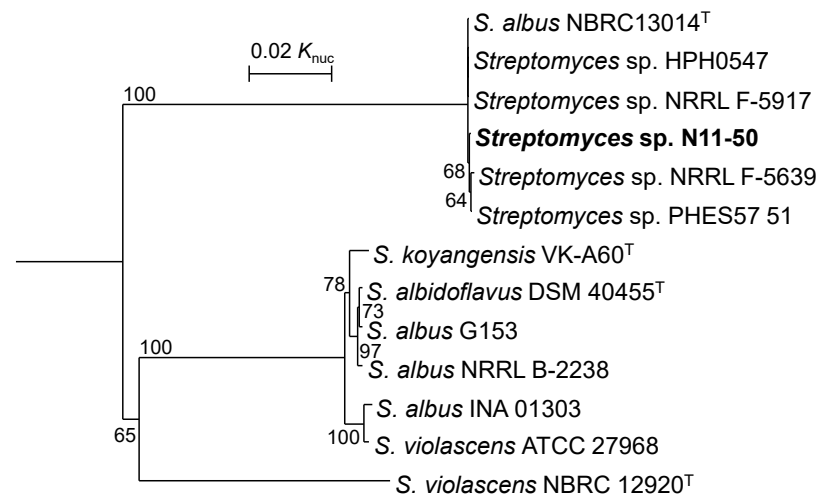 S. albus NBRC13014ᵀ
0.02 Kₙᵤ꜀
Streptomyces sp. HPH0547
100
Streptomyces sp. NRRL F-5917
Streptomyces sp. N11-50
68
Streptomyces sp. NRRL F-5639
64
Streptomyces sp. PHES57 51
S. koyangensis VK-A60ᵀ
78
S. albidoflavus DSM 40455ᵀ
73
S. albus G153
100
97
S. albus NRRL B-2238
S. albus INA 01303
65
100
S. violascens ATCC 27968
S. violascens NBRC 12920ᵀ